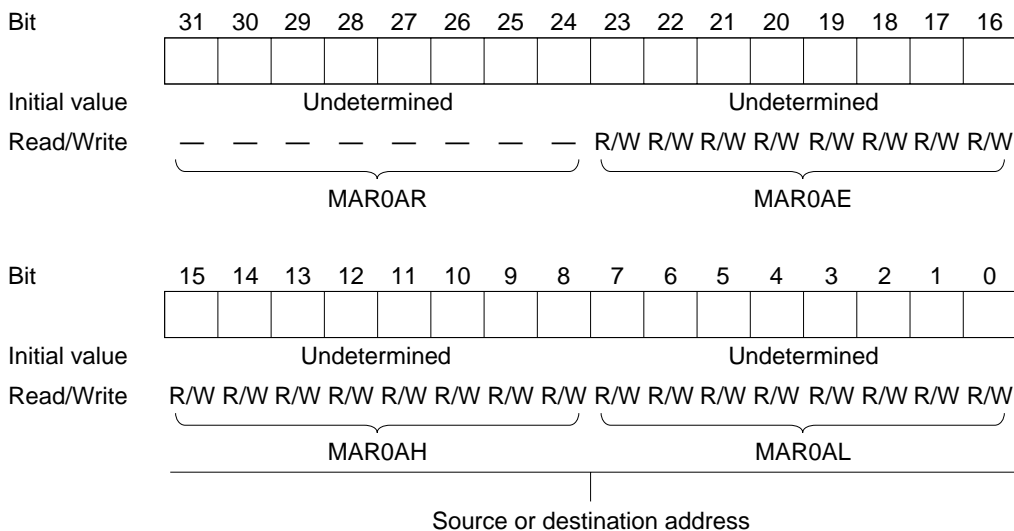 Bit 31 30 29 28 27 26 25 24 23 22 21 20 19 18 17 16
Initial value Undetermined Undetermined
Read/Write — — — — — — — — R/W R/W R/W R/W R/W R/W R/W R/W
MAR0AR MAR0AE
Bit 15 14 13 12 11 10 9 8 7 6 5 4 3 2 1 0
Initial value Undetermined Undetermined
Read/Write R/W R/W R/W R/W R/W R/W R/W R/W R/W R/W R/W R/W R/W R/W R/W R/W
MAR0AH MAR0AL
Source or destination address